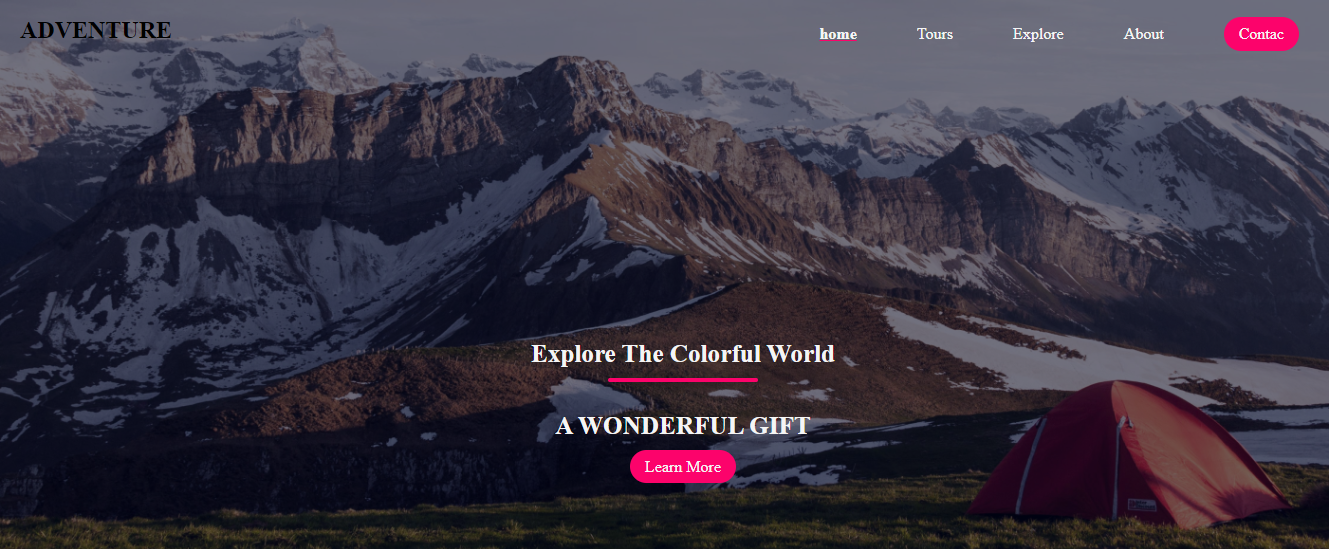 ADVENTURE
home Tours Explore About Contac
Explore The Colorful World
A WONDERFUL GIFT
Learn More